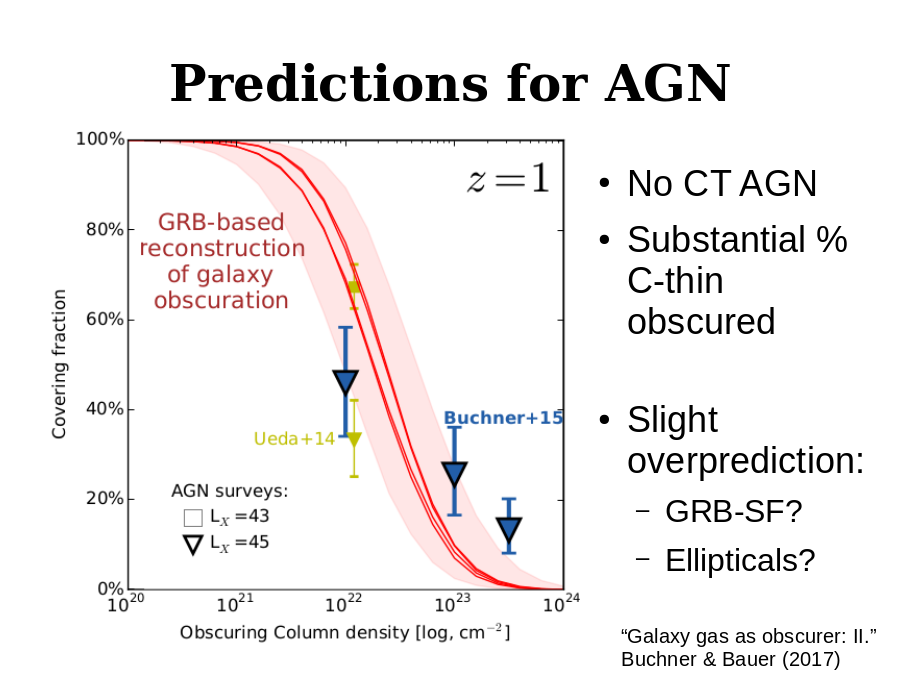 Predictions for AGN
100%
80%
60%
40%
20%
0%
Covering fraction
z=1
GRB-based
reconstruction
of galaxy
obscuration
Buchner+15
Ueda+14
AGN surveys:
L_X =43
L_X =45
10^20 10^21 10^22 10^23 10^24
Obscuring Column density [log, cm^−2]
• No CT AGN
• Substantial %
C-thin
obscured
• Slight
overprediction:
– GRB-SF?
– Ellipticals?
“Galaxy gas as obscurer: II.”
Buchner & Bauer (2017)